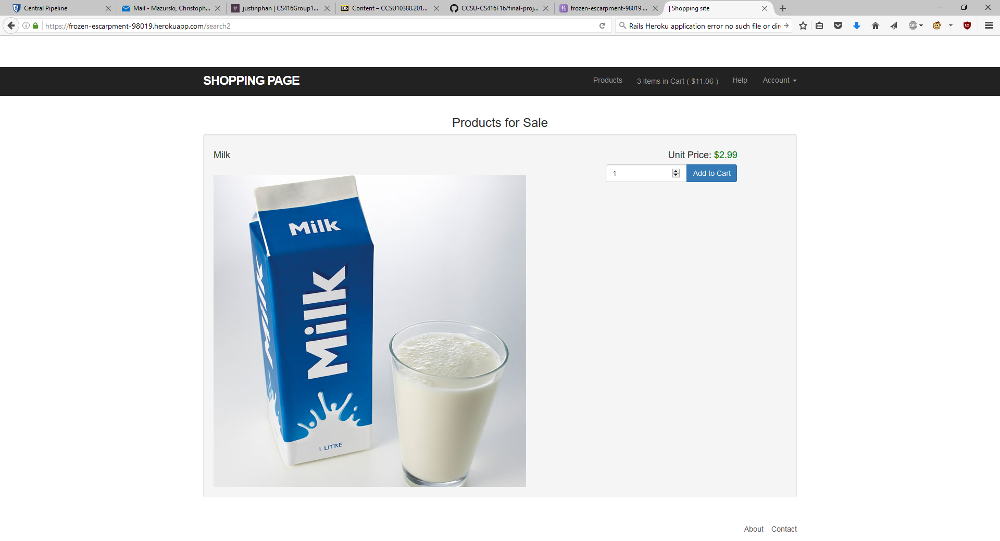 Central Pipeline
Mail - Mazurski, Christoph...
justinphan | CS416Group1...
Content – CCSU10388.201...
CCSU-CS416F16/final-proj...
frozen-escarpment-98019 ...
| Shopping site
https://frozen-escarpment-98019.herokuapp.com/search2
Rails Heroku application error no such file or dir
ABP
SHOPPING PAGE
Products
3 Items in Cart ( $11.06 )
Help
Account
Products for Sale
Milk
Unit Price: $2.99
1
Add to Cart
Milk
Milk
Milk
1 LITRE
About
Contact